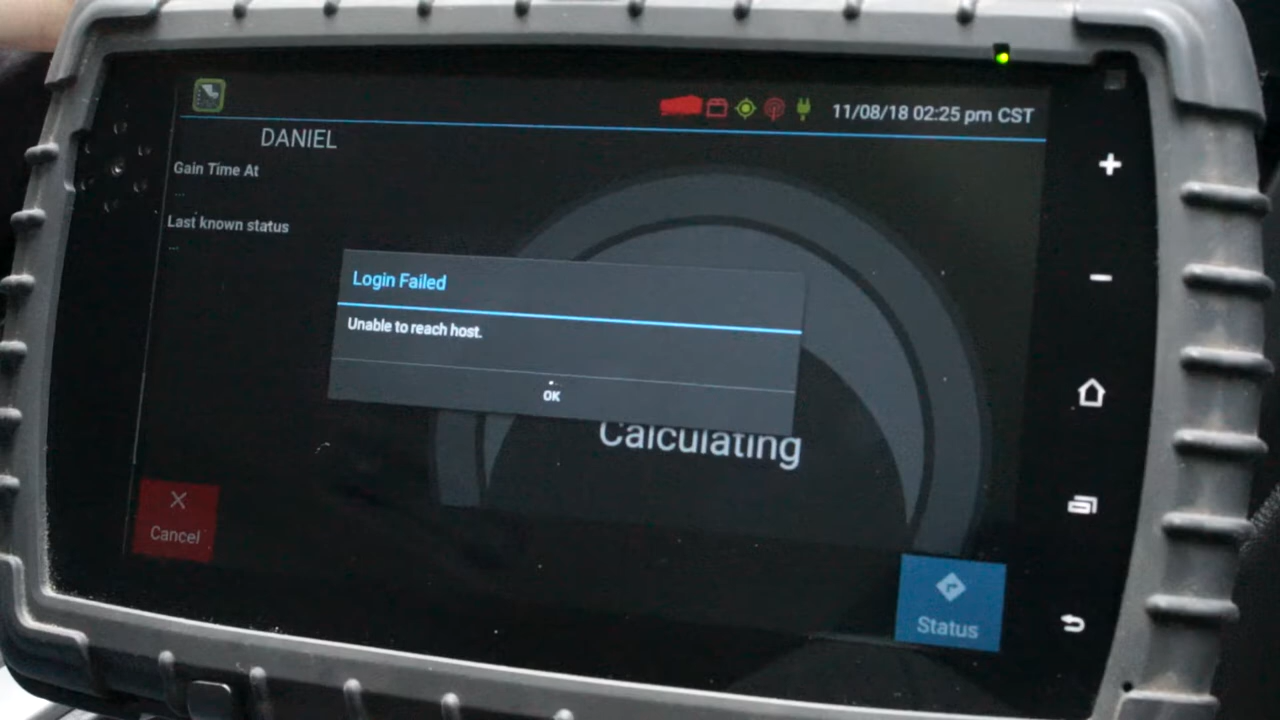 11/08/18 02:25 pm CST
DANIEL
Gain Time At
...
Last known status
...
Login Failed
Unable to reach host.
OK
Calculating
Cancel
Status